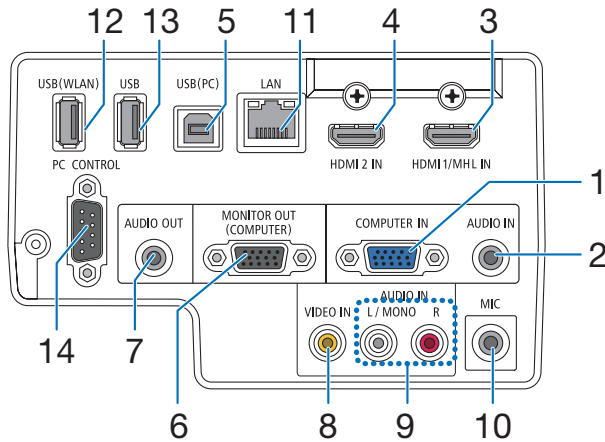 12 13 5 11 4 3
USB(WLAN) USB USB(PC) LAN
HDMI 2 IN HDMI 1/MHL IN
PC CONTROL
1
AUDIO OUT MONITOR OUT
(COMPUTER) COMPUTER IN AUDIO IN
2
AUDIO IN
VIDEO IN L / MONO R MIC
14 7 6 8 9 10